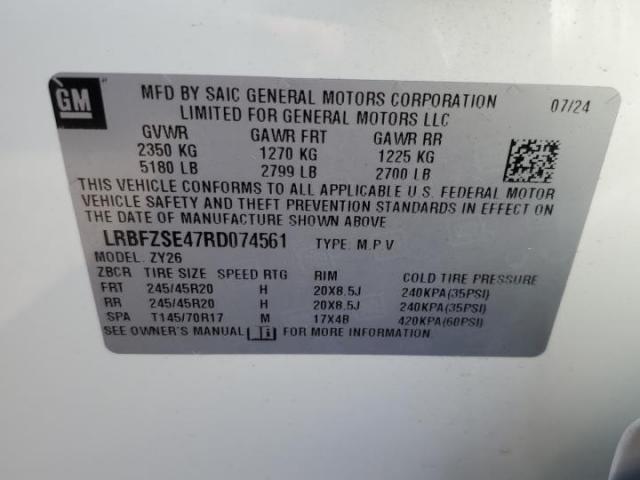 GM
MFD BY SAIC GENERAL MOTORS CORPORATION 07/24
LIMITED FOR GENERAL MOTORS LLC
GVWR GAWR FRT GAWR RR
2350 KG 1270 KG 1225 KG
5180 LB 2799 LB 2700 LB
THIS VEHICLE CONFORMS TO ALL APPLICABLE U.S. FEDERAL MOTOR
VEHICLE SAFETY AND THEFT PREVENTION STANDARDS IN EFFECT ON
THE DATE OF MANUFACTURE SHOWN ABOVE
LRBFZSE47RD074561 TYPE: M.P.V
MODEL: ZY26
ZBCR TIRE SIZE SPEED RTG RIM COLD TIRE PRESSURE
FRT 245/45R20 H 20X8.5J 240KPA(35PSI)
RR 245/45R20 H 20X8.5J 240KPA(35PSI)
SPA T145/70R17 M 17X4B 420KPA(60PSI)
SEE OWNER'S MANUAL i FOR MORE INFORMATION.